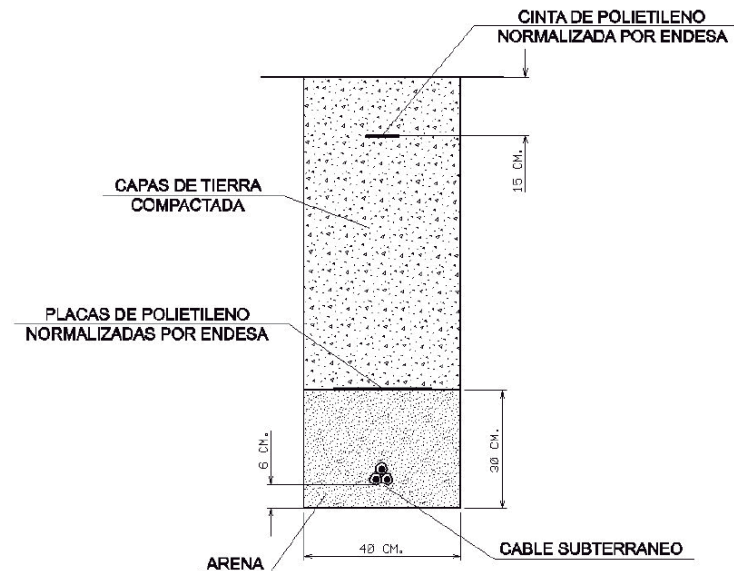 CINTA DE POLIETILENO
NORMALIZADA POR ENDESA
15 CM.
CAPAS DE TIERRA
COMPACTADA
PLACAS DE POLIETILENO
NORMALIZADAS POR ENDESA
6 CM.
30 CM.
40 CM.
ARENA
CABLE SUBTERRANEO